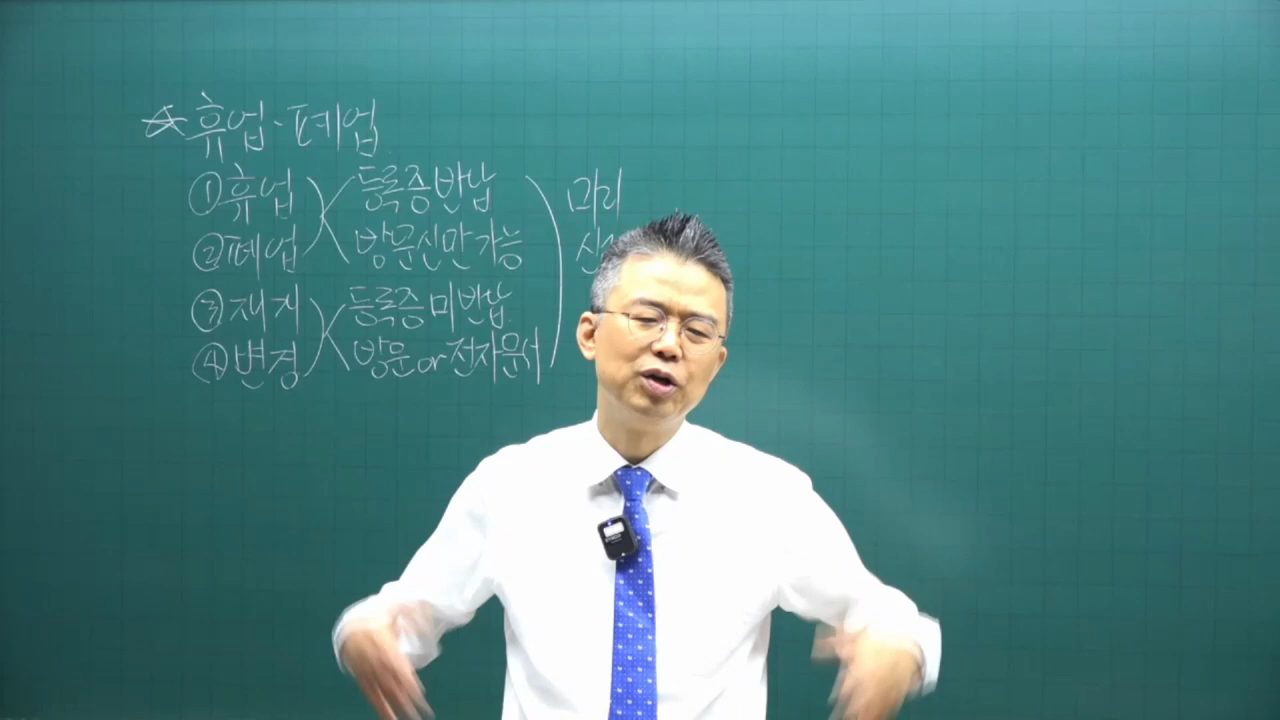 ☆휴업·폐업
①휴업 등록증반납 미리
②폐업 방문신만가능
③재개 등록증미반납
④변경 방문or전자문서